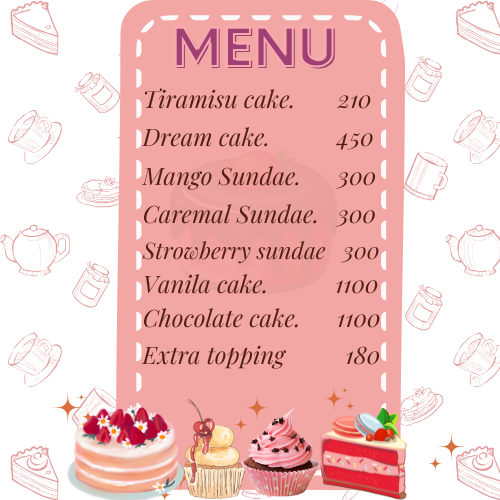 MENU
Tiramisu cake. 210
Dream cake. 450
Mango Sundae. 300
Caremal Sundae. 300
Strowberry sundae 300
Vanila cake. 1100
Chocolate cake. 1100
Extra topping 180